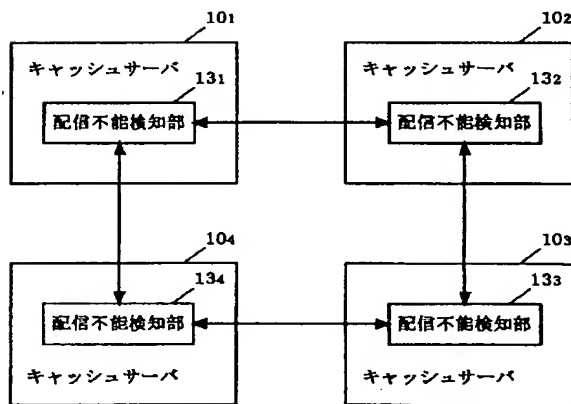 10₁
キャッシュサーバ
13₁
配信不能検知部
10₂
キャッシュサーバ
13₂
配信不能検知部
10₄
13₄
配信不能検知部
キャッシュサーバ
10₃
13₃
配信不能検知部
キャッシュサーバ